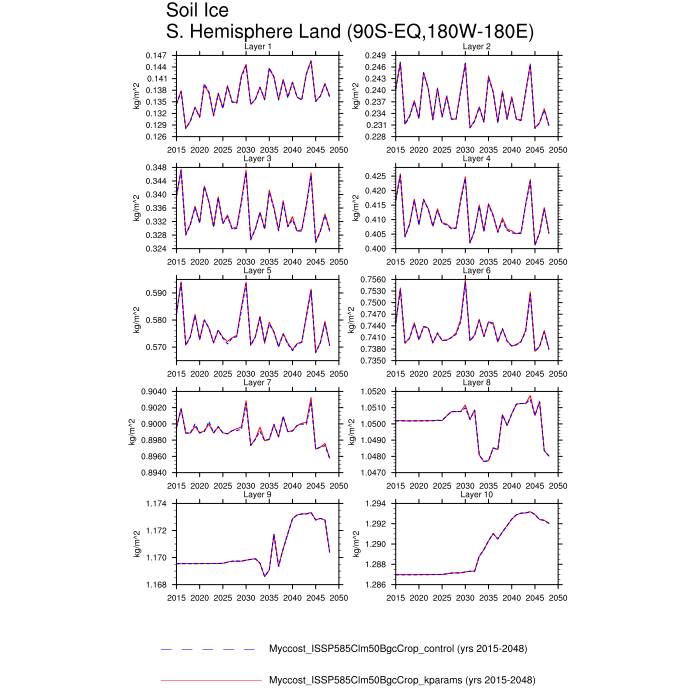 Soil Ice
S. Hemisphere Land (90S-EQ,180W-180E)
Layer 1
Layer 2
kg/m^2
0.147
0.144
0.141
0.138
0.135
0.132
0.129
0.126
2015 2020 2025 2030 2035 2040 2045 2050
kg/m^2
0.249
0.246
0.243
0.240
0.237
0.234
0.231
0.228
2015 2020 2025 2030 2035 2040 2045 2050
Layer 3
Layer 4
kg/m^2
0.348
0.344
0.340
0.336
0.332
0.328
0.324
2015 2020 2025 2030 2035 2040 2045 2050
kg/m^2
0.425
0.420
0.415
0.410
0.405
0.400
2015 2020 2025 2030 2035 2040 2045 2050
Layer 5
Layer 6
kg/m^2
0.590
0.580
0.570
2015 2020 2025 2030 2035 2040 2045 2050
kg/m^2
0.7560
0.7530
0.7500
0.7470
0.7440
0.7410
0.7380
0.7350
2015 2020 2025 2030 2035 2040 2045 2050
Layer 7
Layer 8
kg/m^2
0.9040
0.9020
0.9000
0.8980
0.8960
0.8940
2015 2020 2025 2030 2035 2040 2045 2050
kg/m^2
1.0520
1.0510
1.0500
1.0490
1.0480
1.0470
2015 2020 2025 2030 2035 2040 2045 2050
Layer 9
Layer 10
kg/m^2
1.174
1.172
1.170
1.168
2015 2020 2025 2030 2035 2040 2045 2050
kg/m^2
1.294
1.292
1.290
1.288
1.286
2015 2020 2025 2030 2035 2040 2045 2050
Myccost_ISSP585Clm50BgcCrop_control (yrs 2015-2048)
Myccost_ISSP585Clm50BgcCrop_kparams (yrs 2015-2048)